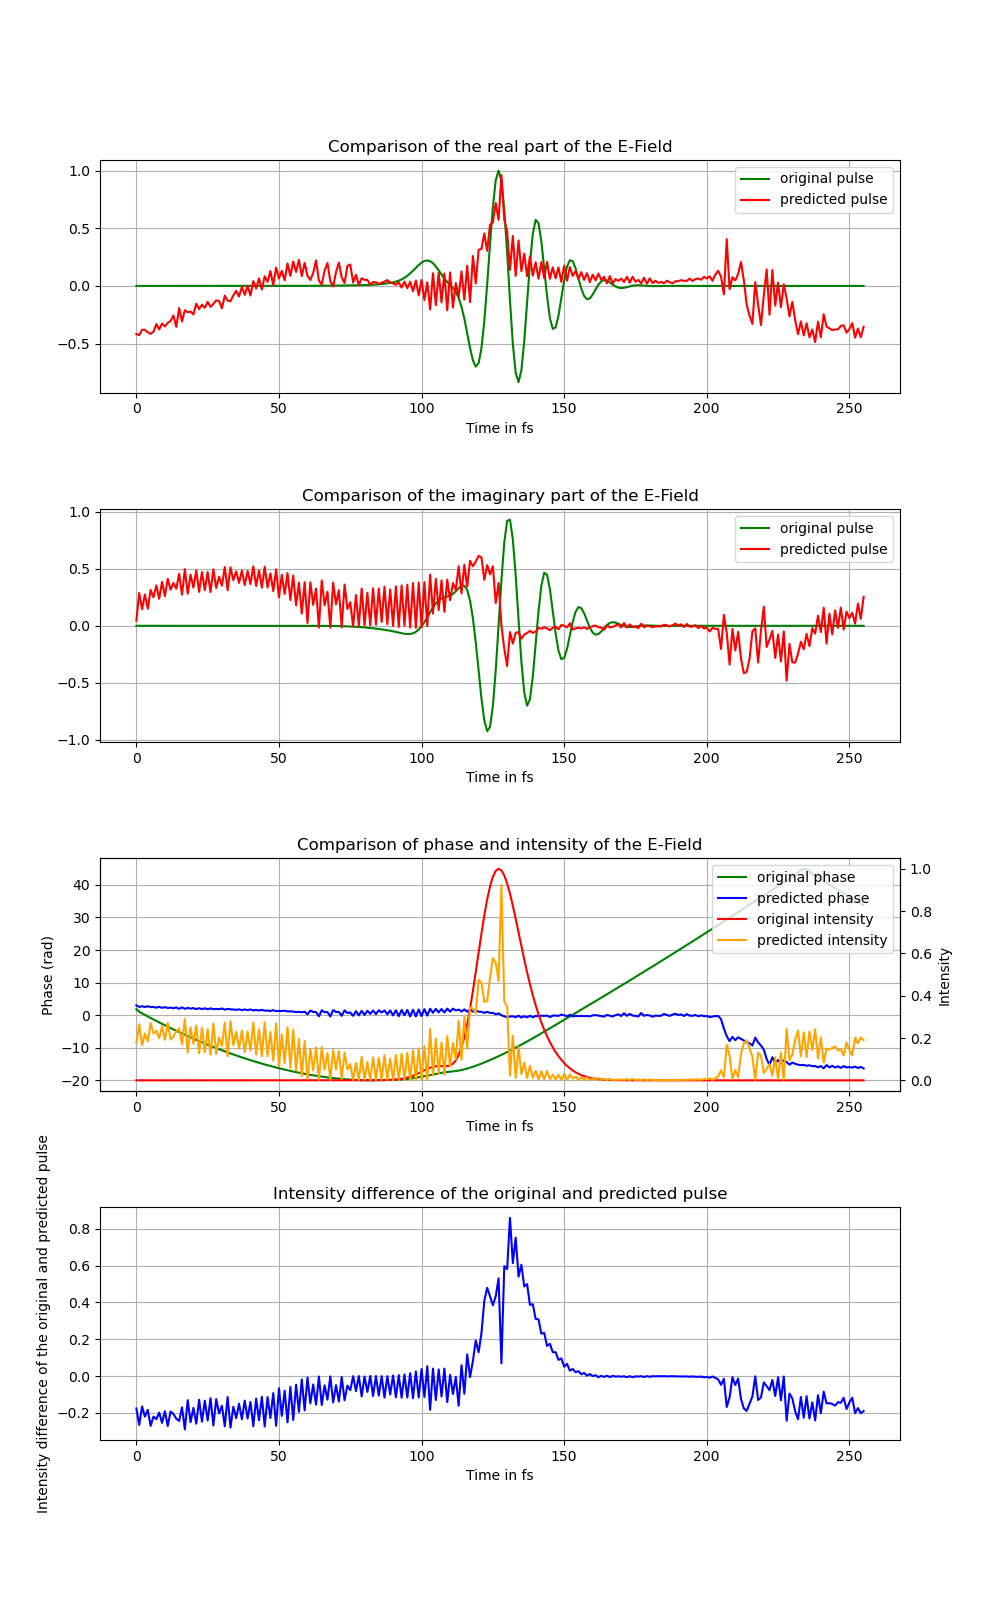 Comparison of the real part of the E-Field
1.0
0.5
0.0
−0.5
original pulse
predicted pulse
0 50 100 150 200 250
Time in fs
Comparison of the imaginary part of the E-Field
1.0
0.5
0.0
−0.5
−1.0
original pulse
predicted pulse
0 50 100 150 200 250
Time in fs
Comparison of phase and intensity of the E-Field
Phase (rad)
40
30
20
10
0
−10
−20
original phase
predicted phase
original intensity
predicted intensity
1.0
0.8
0.6
0.4
0.2
0.0
Intensity
0 50 100 150 200 250
Time in fs
Intensity difference of the original and predicted pulse
Intensity difference of the original and predicted pulse
0.8
0.6
0.4
0.2
0.0
−0.2
0 50 100 150 200 250
Time in fs